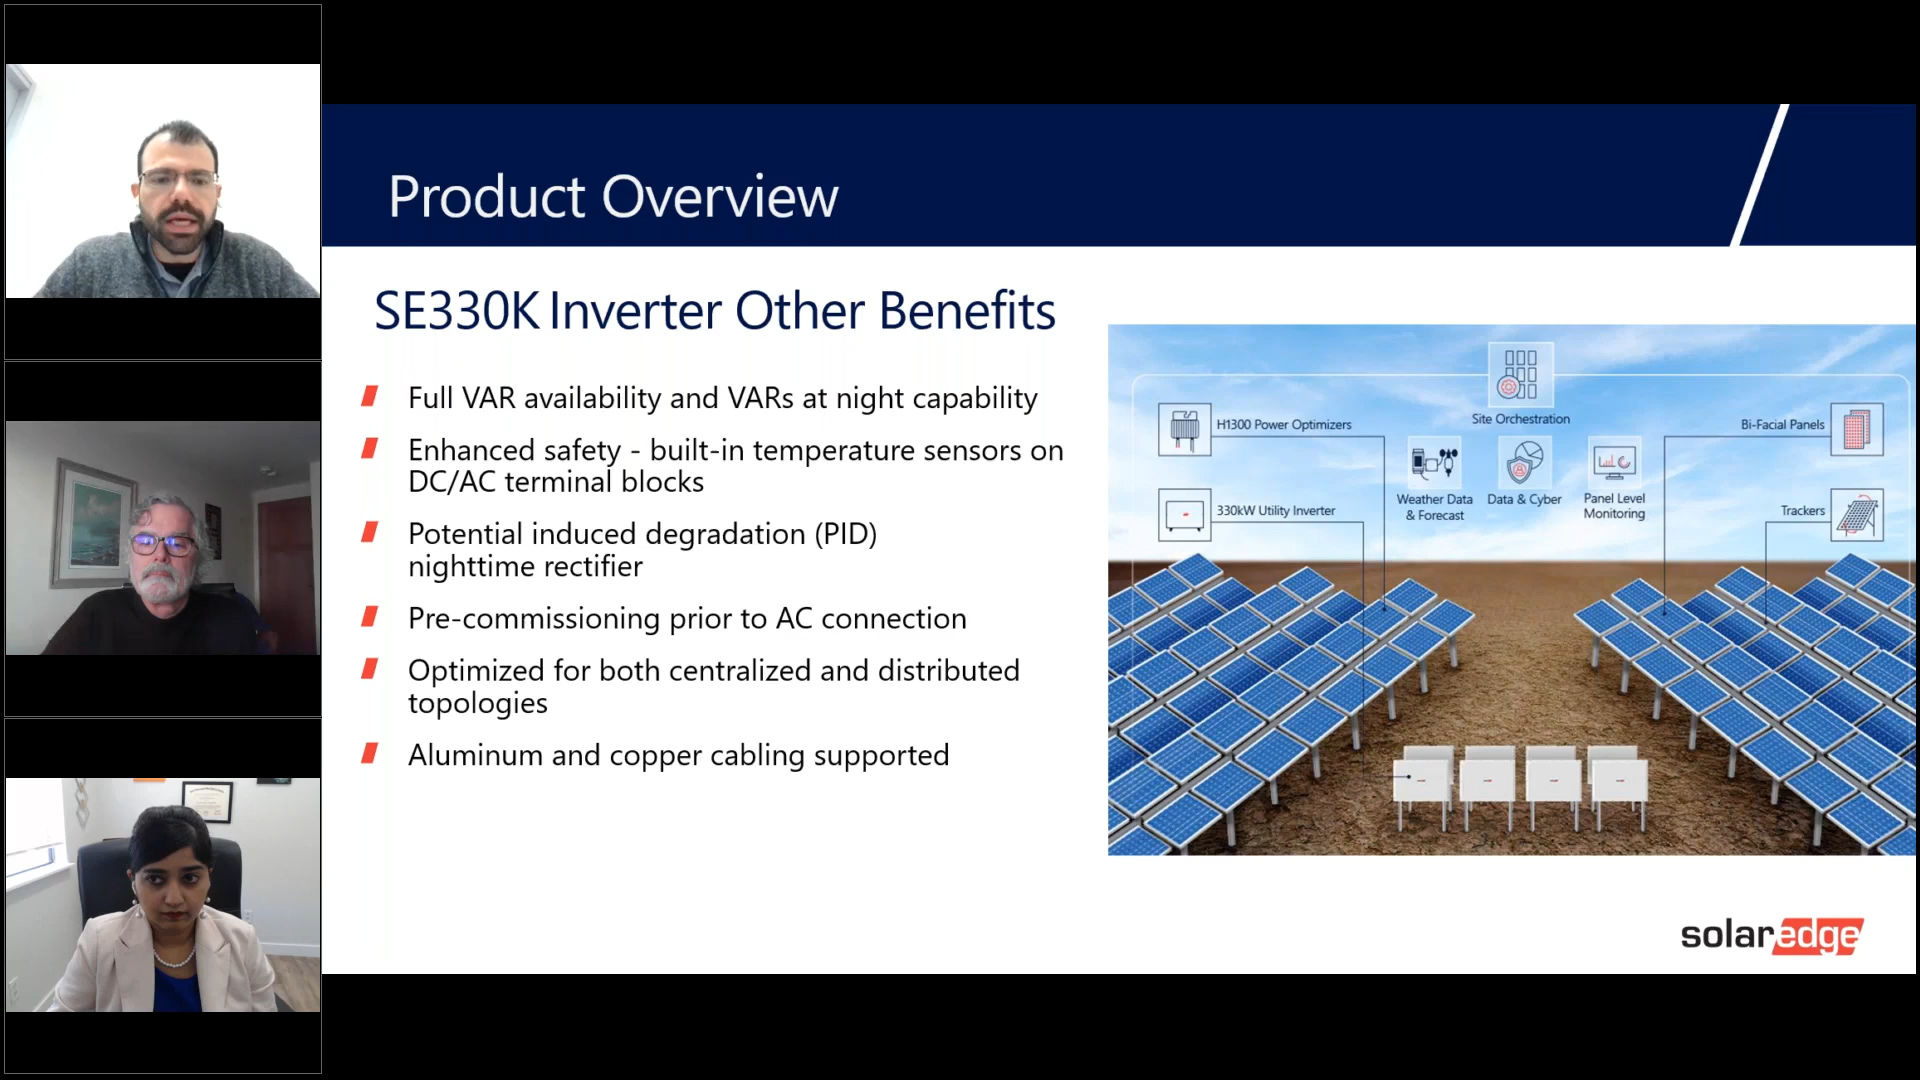 Product Overview
SE330K Inverter Other Benefits
Full VAR availability and VARs at night capability
Enhanced safety - built-in temperature sensors on
DC/AC terminal blocks
Potential induced degradation (PID)
nighttime rectifier
Pre-commissioning prior to AC connection
Optimized for both centralized and distributed
topologies
Aluminum and copper cabling supported
Site Orchestration
H1300 Power Optimizers
Bi-Facial Panels
Weather Data
& Forecast
Data & Cyber
Panel Level
Monitoring
330kW Utility Inverter
Trackers
solaredge